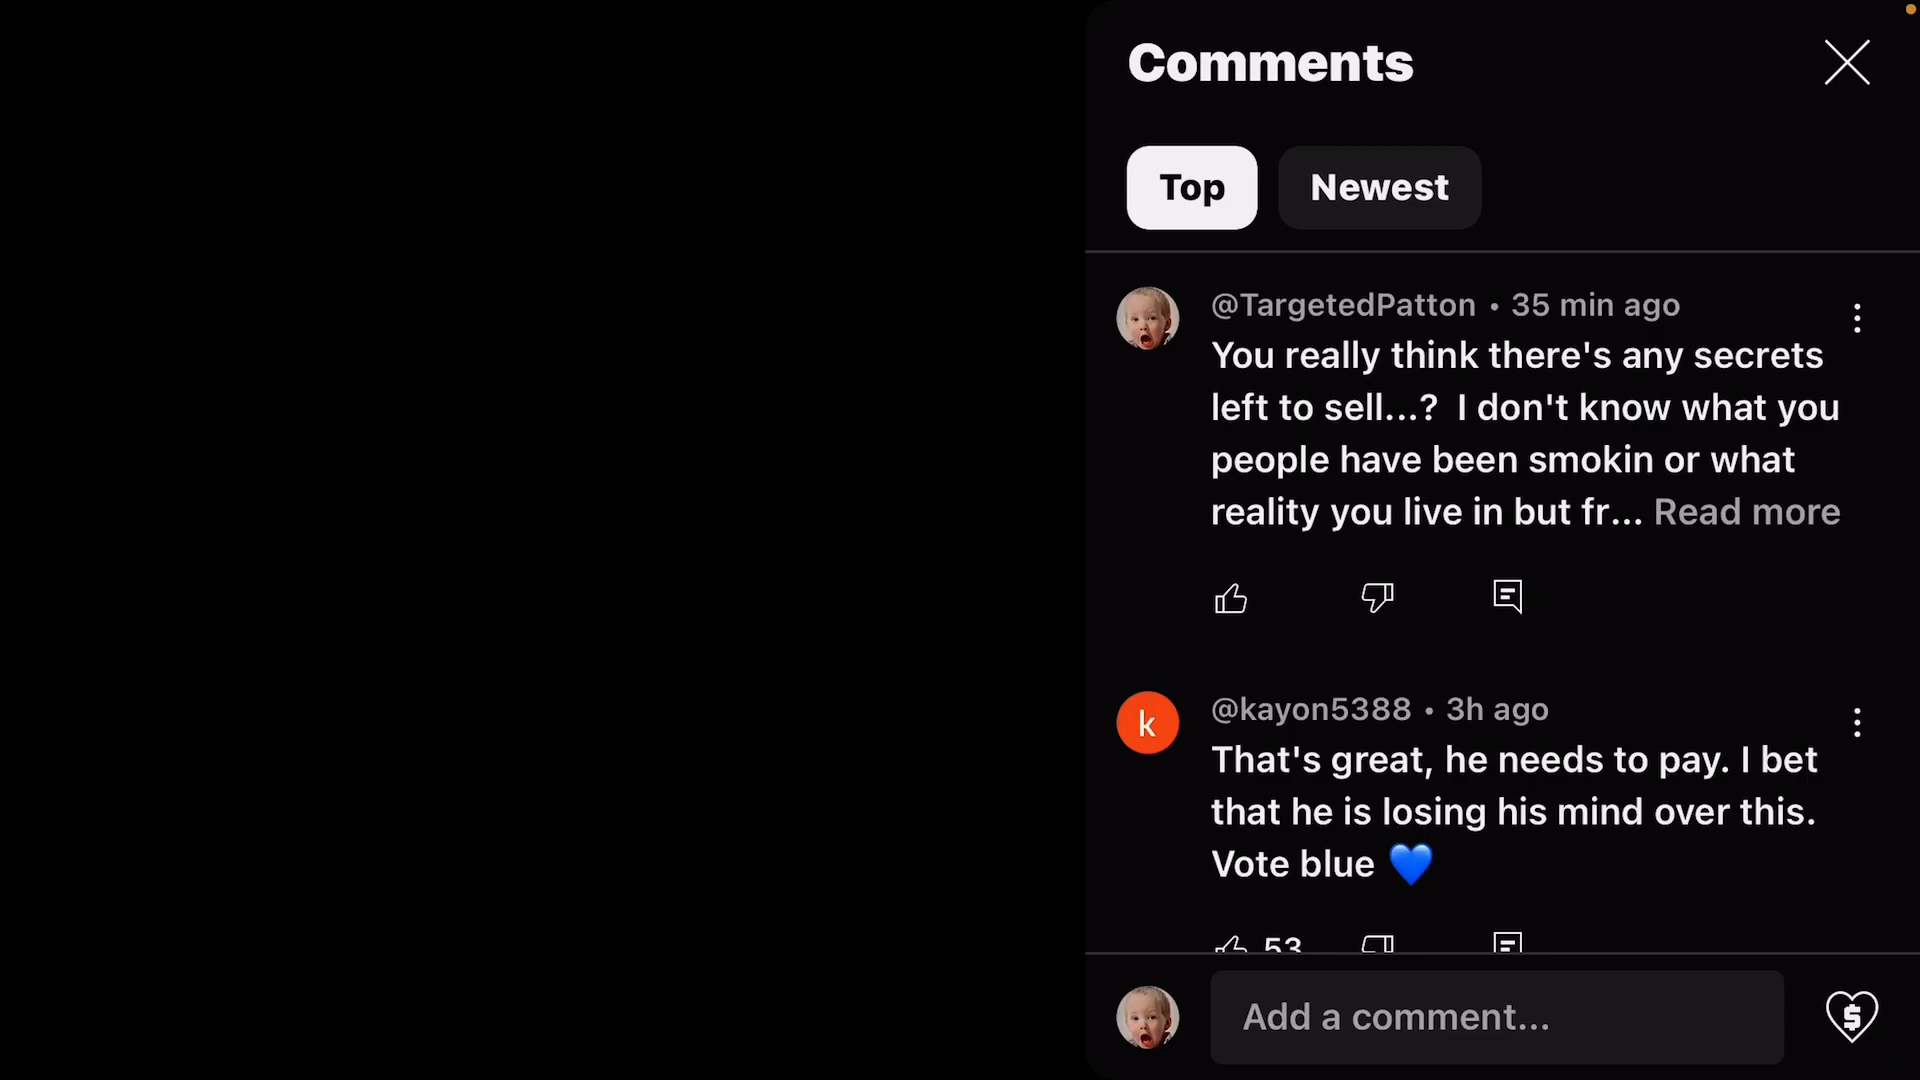 Comments
Top
Newest
@TargetedPatton • 35 min ago
You really think there's any secrets
left to sell...?  I don't know what you
people have been smokin or what
reality you live in but fr... Read more
k
@kayon5388 • 3h ago
That's great, he needs to pay. I bet
that he is losing his mind over this.
Vote blue 💙
53
Add a comment...
$